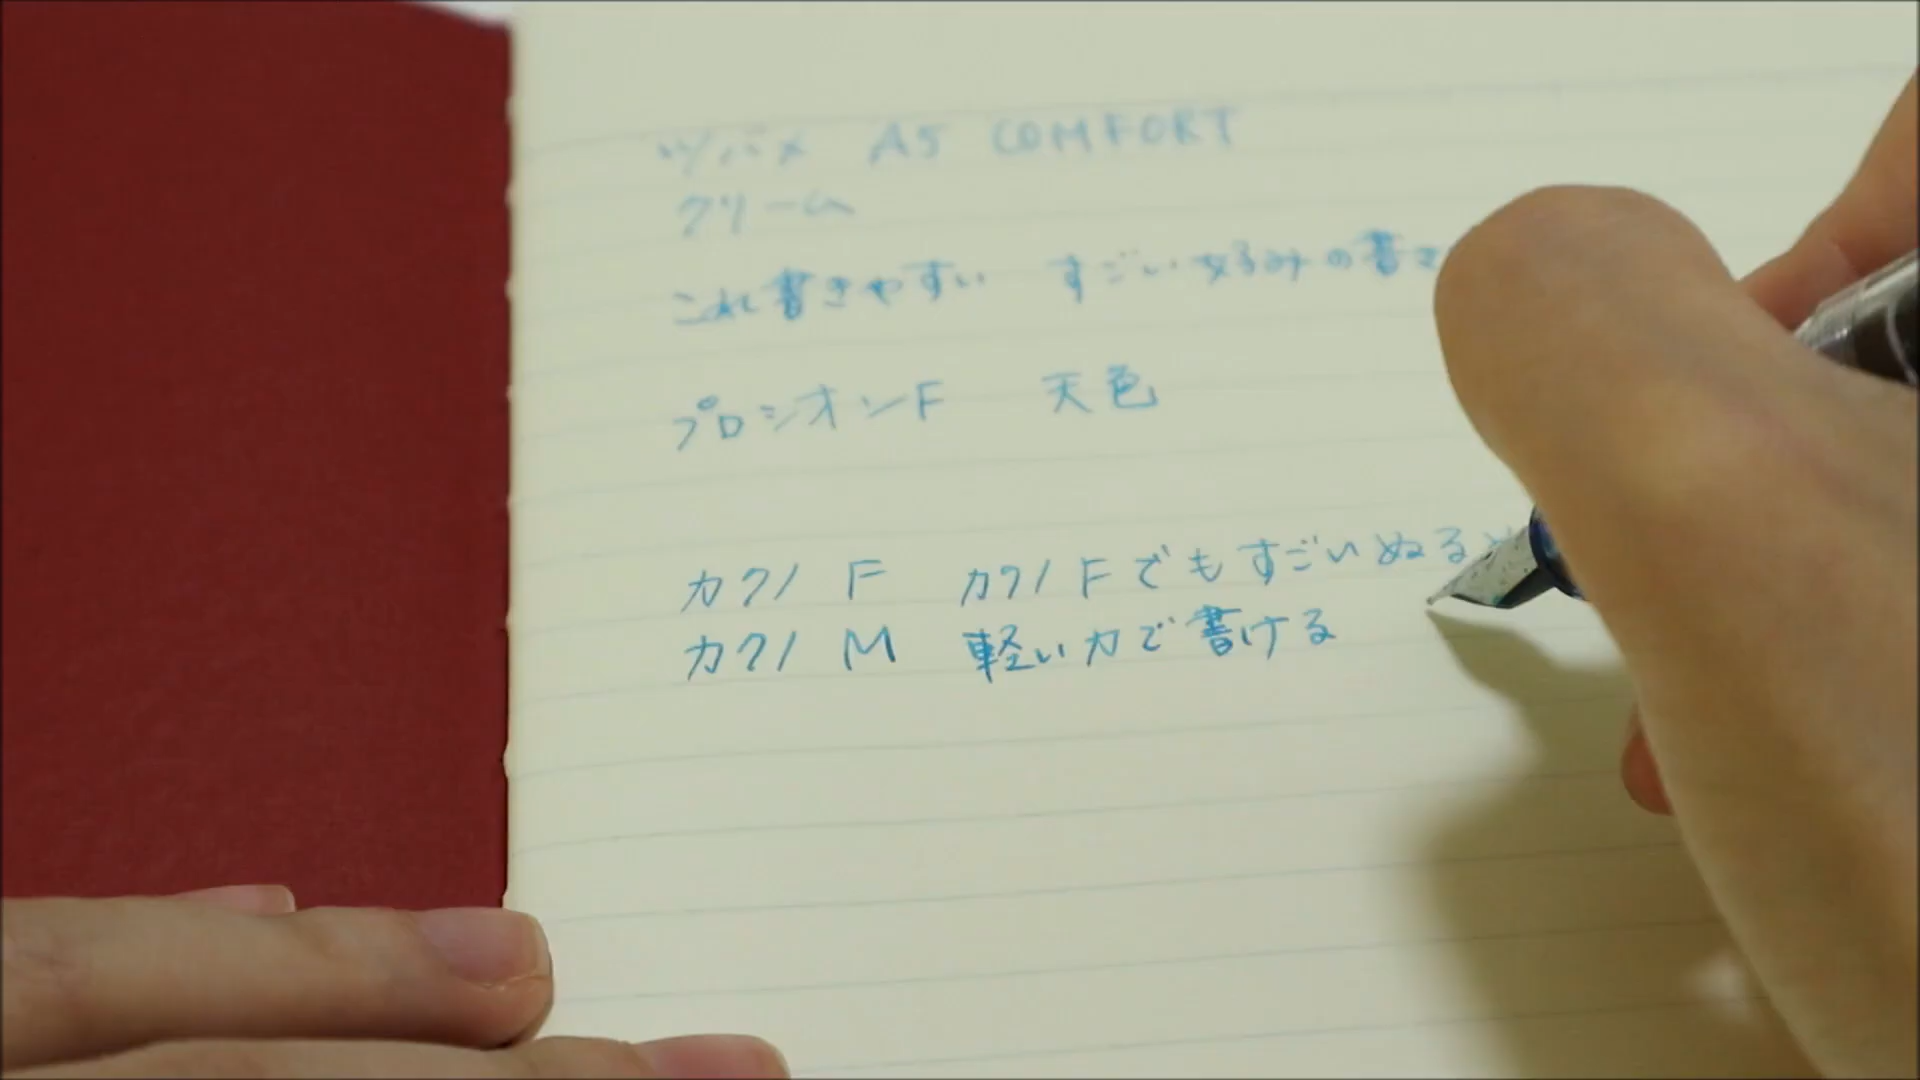 ツバメ A5 COMFORT
クリーム
これ書きやすい すごいぬるみの書き
プロシオンF 天色
カクノ F カクノFでもすごいぬる
カクノ M 軽い力で書ける